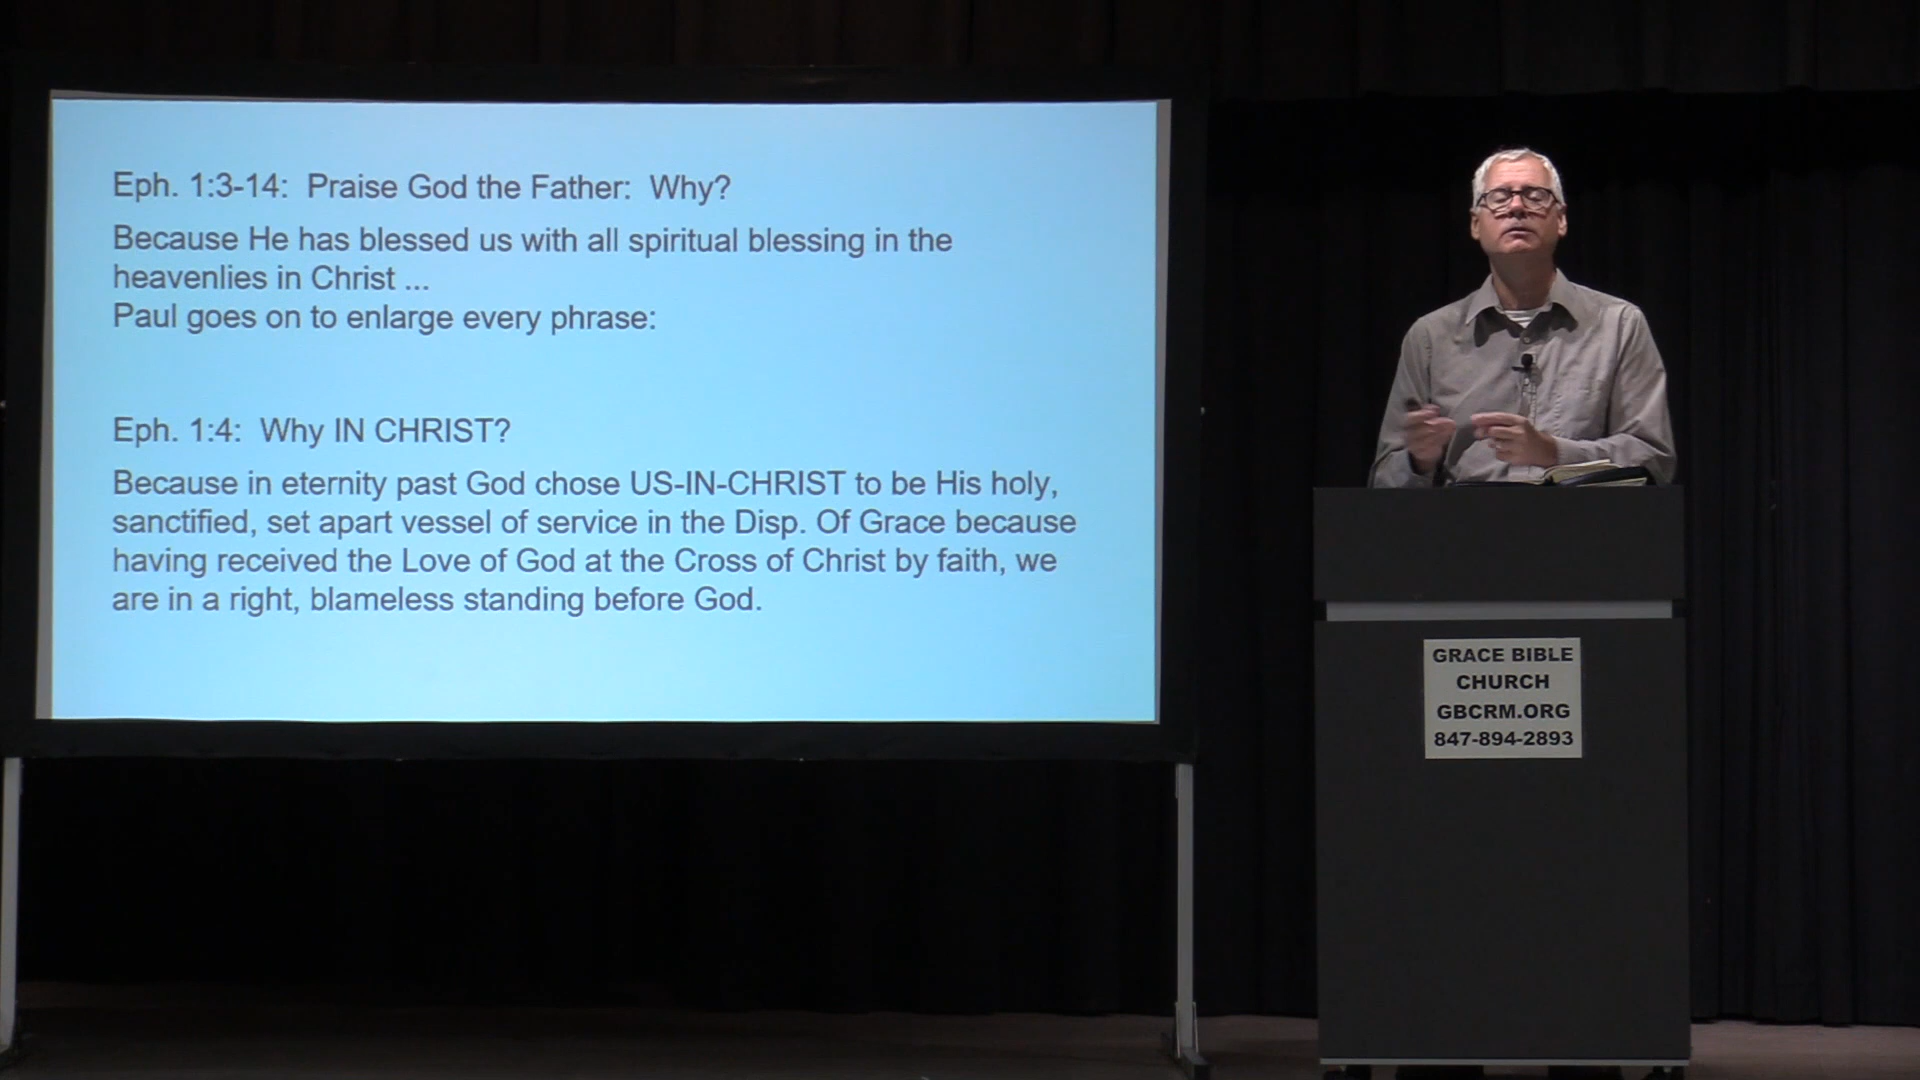 Eph. 1:3-14:  Praise God the Father:  Why?
Because He has blessed us with all spiritual blessing in the
heavenlies in Christ ...
Paul goes on to enlarge every phrase:
Eph. 1:4:  Why IN CHRIST?
Because in eternity past God chose US-IN-CHRIST to be His holy,
sanctified, set apart vessel of service in the Disp. Of Grace because
having received the Love of God at the Cross of Christ by faith, we
are in a right, blameless standing before God.
GRACE BIBLE
CHURCH
GBCRM.ORG
847-894-2893